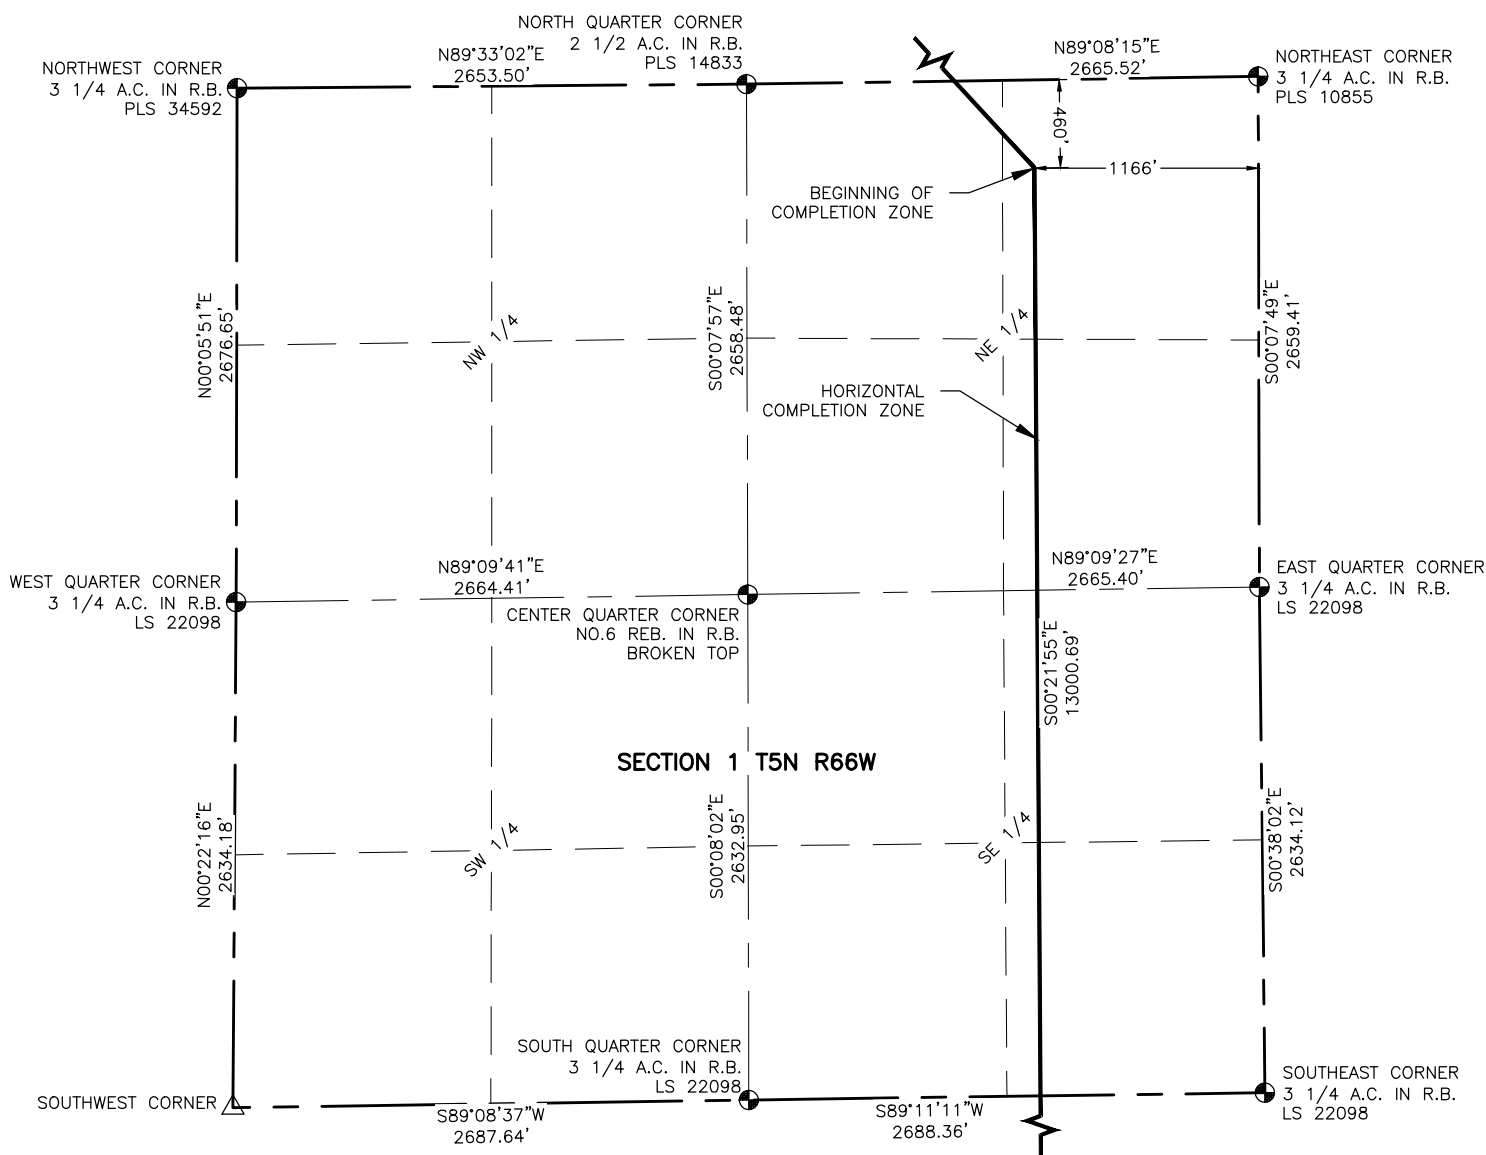 NORTH QUARTER CORNER
2 1/2 A.C. IN R.B.
PLS 14833
N89°33'02"E
2653.50'
N89°08'15"E
2665.52'
NORTHWEST CORNER
3 1/4 A.C. IN R.B.
PLS 34592
NORTHEAST CORNER
3 1/4 A.C. IN R.B.
PLS 10855
460'
1166'
BEGINNING OF
COMPLETION ZONE
N00°05'51"E
2676.65'
NW 1/4
S00°07'57"E
2658.48'
NE 1/4
S00°07'49"E
2659.41'
HORIZONTAL
COMPLETION ZONE
WEST QUARTER CORNER
3 1/4 A.C. IN R.B.
LS 22098
N89°09'41"E
2664.41'
CENTER QUARTER CORNER
NO.6 REB. IN R.B.
BROKEN TOP
N89°09'27"E
2665.40'
EAST QUARTER CORNER
3 1/4 A.C. IN R.B.
LS 22098
S00°21'55"E
13000.69'
SECTION 1 T5N R66W
N00°22'16"E
2634.18'
SW 1/4
S00°08'02"E
2632.95'
SE 1/4
S00°38'02"E
2634.12'
SOUTHWEST CORNER
SOUTH QUARTER CORNER
3 1/4 A.C. IN R.B.
LS 22098
S89°08'37"W
2687.64'
S89°11'11"W
2688.36'
SOUTHEAST CORNER
3 1/4 A.C. IN R.B.
LS 22098